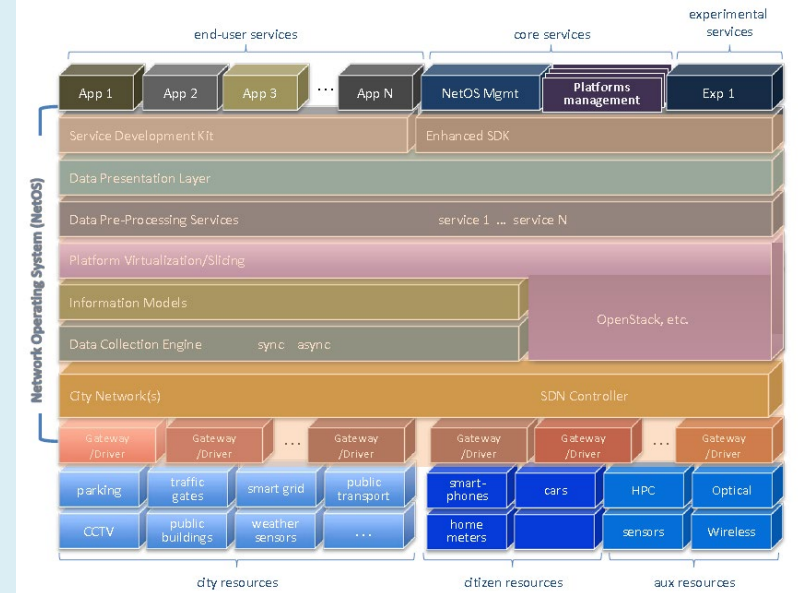 experimental
services
end-user services
core services
App 1
App 2
App 3
...
App N
NetOS Mgmt
Platforms
management
Exp 1
Network Operating System (NetOS)
Service Development Kit
Enhanced SDK
Data Presentation Layer
Data Pre-Processing Services
service 1 ... service N
Platform Virtualization/Slicing
Information Models
OpenStack, etc.
Data Collection Engine
sync async
City Network(s)
SDN Controller
Gateway
/Driver
Gateway
/Driver
...
Gateway
/Driver
Gateway
/Driver
Gateway
/Driver
...
Gateway
/Driver
parking
traffic
gates
smart grid
public
transport
smart-
phones
cars
HPC
Optical
CCTV
public
buildings
weather
sensors
...
home
meters
sensors
Wireless
city resources
citizen resources
aux resources